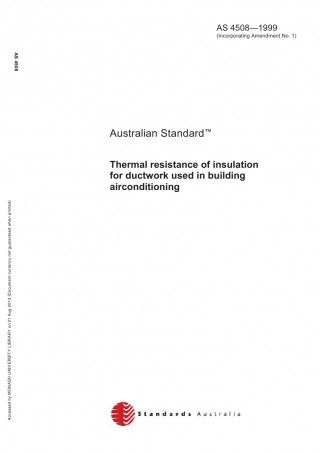 AS 4508—1999
(Incorporating Amendment No. 1)
AS 4508
Australian Standard™
Thermal resistance of insulation
for ductwork used in building
airconditioning
Accessed by MONASH UNIVERSITY LIBRARY on 21 Aug 2013 (Document currency not guaranteed when printed)
Standards Australia